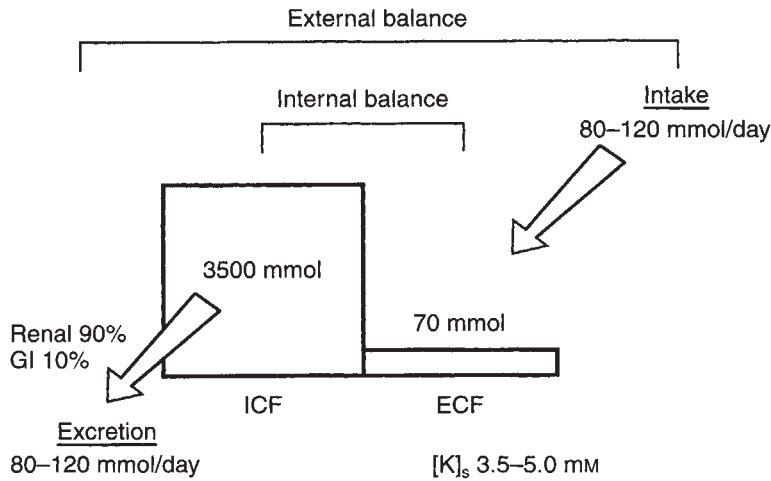 External balance
Internal balance
Intake
80–120 mmol/day
3500 mmol
70 mmol
Renal 90%
GI 10%
ICF
ECF
Excretion
80–120 mmol/day
[K]s 3.5–5.0 mM